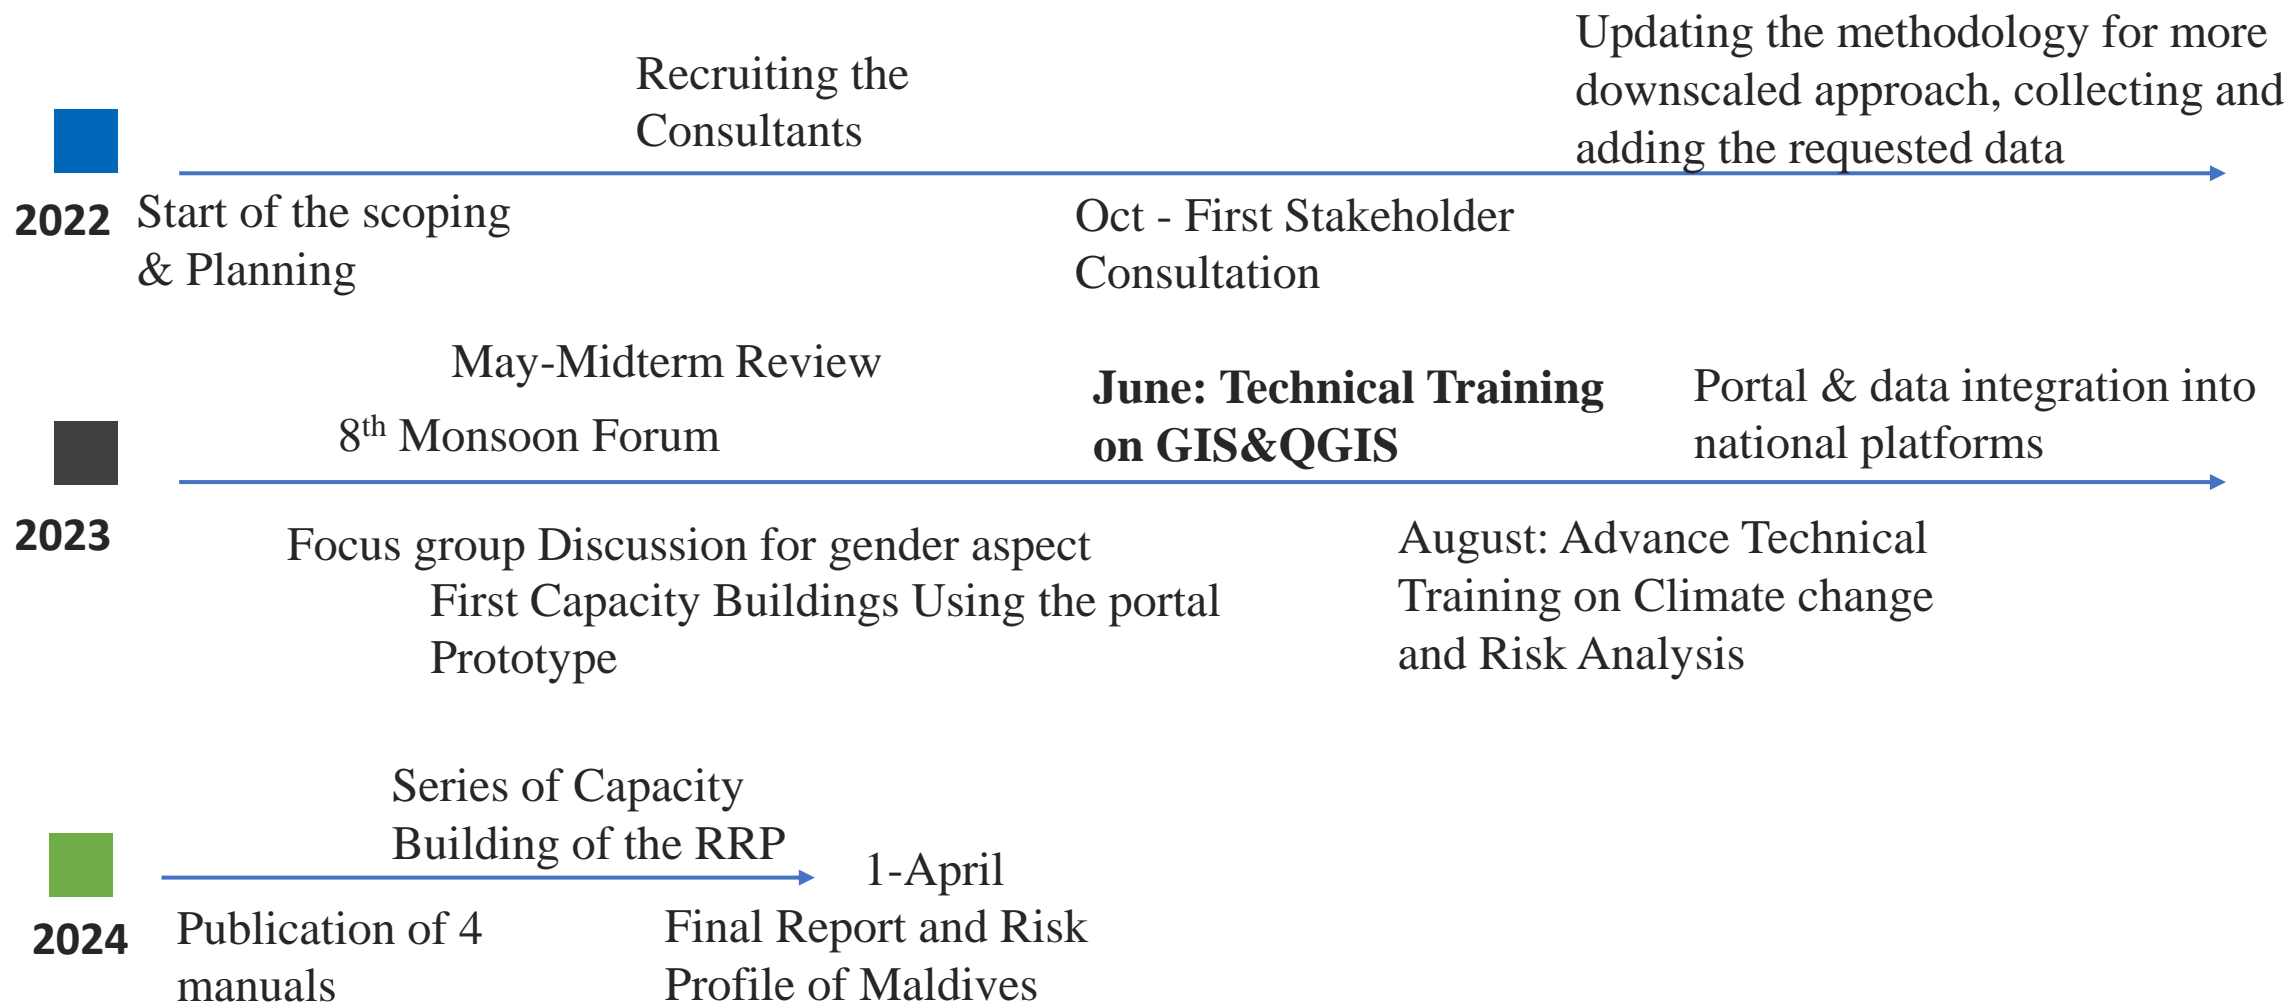 Updating the methodology for more
downscaled approach, collecting and
adding the requested data
Recruiting the
Consultants
2022
Start of the scoping
& Planning
Oct - First Stakeholder
Consultation
May-Midterm Review
8th Monsoon Forum
June: Technical Training
on GIS&QGIS
Portal & data integration into
national platforms
2023
Focus group Discussion for gender aspect
First Capacity Buildings Using the portal
Prototype
August: Advance Technical
Training on Climate change
and Risk Analysis
Series of Capacity
Building of the RRP
1-April
2024
Publication of 4
manuals
Final Report and Risk
Profile of Maldives